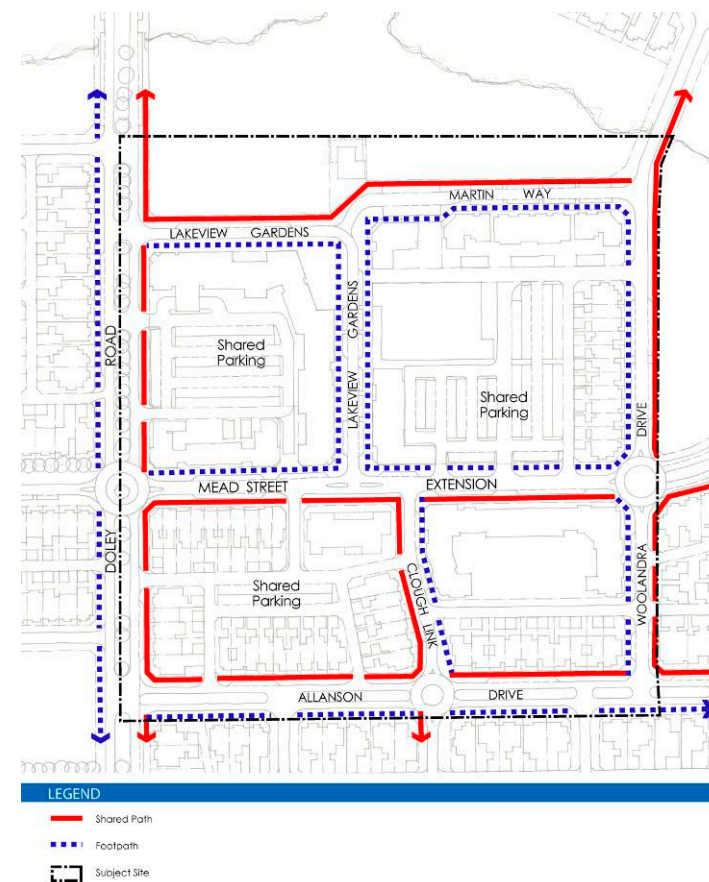 MARTIN WAY
LAKEVIEW GARDENS
LAKEVIEW GARDENS
ROAD
Shared
Parking
Shared
Parking
DRIVE
MEAD STREET
EXTENSION
DOLEY
CLOUGH LINK
WOOLANDRA
Shared
Parking
ALLANSON
DRIVE
LEGEND
Shared Path
Footpath
Subject Site